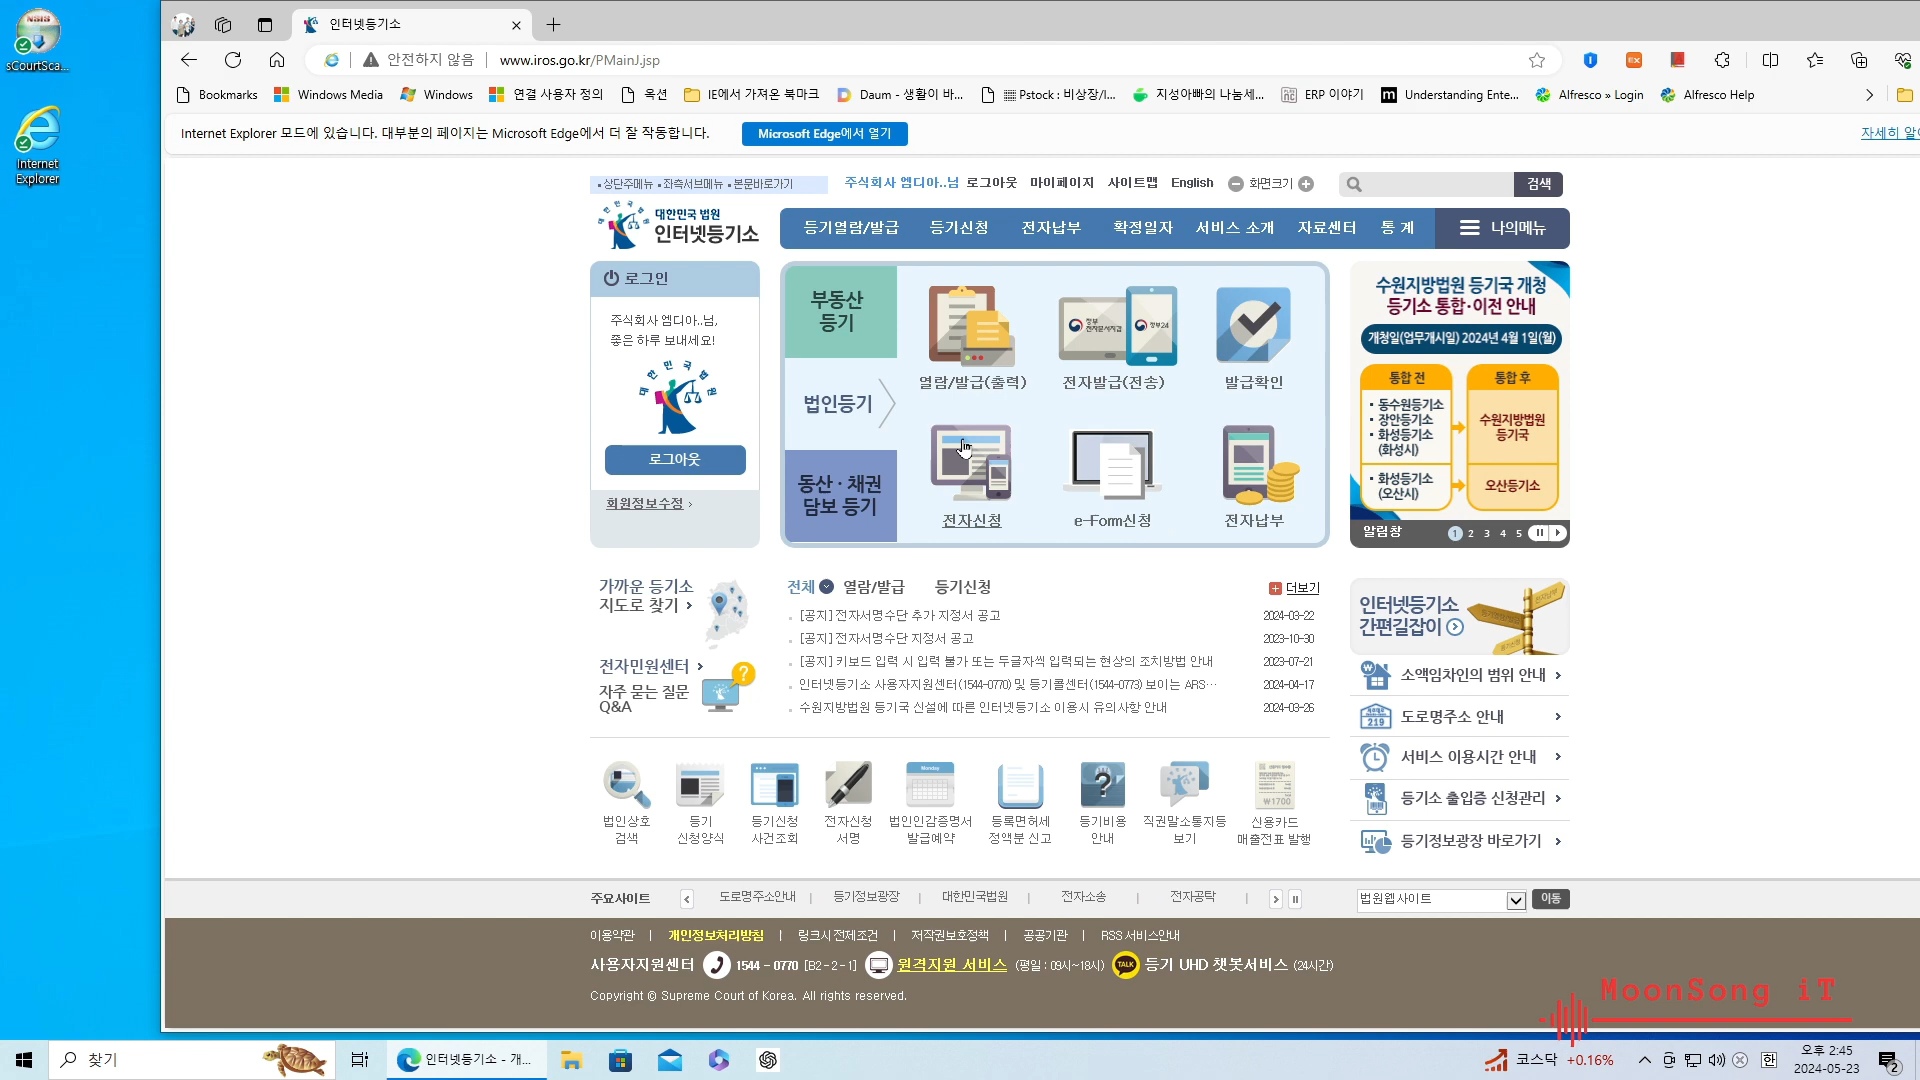 sCourtSca...
Internet
Explorer
인터넷등기소
안전하지 않음
www.iros.go.kr/PMainJ.jsp
Bookmarks
Windows Media
Windows
연결 사용자 정의
옥션
IE에서 가져온 북마크
Daum - 생활이 바...
Pstock : 비상장/I...
지성아빠의 나눔세...
ERP 이야기
Understanding Ente...
Alfresco » Login
Alfresco Help
Internet Explorer 모드에 있습니다. 대부분의 페이지는 Microsoft Edge에서 더 잘 작동합니다.
Microsoft Edge에서 열기
자세히 알
상단주메뉴 좌측서브메뉴 본문바로가기
주식회사 엠디아..님 로그아웃 마이페이지 사이트맵 English 화면크기
검색
대한민국 법원
인터넷등기소
등기열람/발급 등기신청 전자납부 확정일자 서비스 소개 자료센터 통 계
나의메뉴
로그인
주식회사 엠디아..님,
좋은 하루 보내세요!
대한민국법원
로그아웃
회원정보수정
부동산
등기
법인등기
동산·채권
담보 등기
정부
전자문서지갑
정부24
열람/발급(출력)
전자발급(전송)
발급확인
전자신청
e-Form신청
전자납부
수원지방법원 등기국 개청
등기소 통합·이전 안내
개청일(업무개시일) 2024년 4월 1일(월)
통합 전
통합 후
동수원등기소
장안등기소
화성등기소
(화성시)
수원지방법원
등기국
화성등기소
(오산시)
오산등기소
알림창
1 2 3 4 5
가까운 등기소
지도로 찾기
전자민원센터
자주 묻는 질문
Q&A
전체 열람/발급 등기신청
더보기
[공지] 전자서명수단 추가 지정서 공고 2024-03-22
[공지] 전자서명수단 지정서 공고 2023-10-30
[공지] 키보드 입력 시 입력 불가 또는 두글자씩 입력되는 현상의 조치방법 안내 2023-07-21
인터넷등기소 사용자지원센터(1544-0770) 및 등기콜센터(1544-0773) 보이는 ARS… 2024-04-17
수원지방법원 등기국 신설에 따른 인터넷등기소 이용시 유의사항 안내 2024-03-26
인터넷등기소
간편길잡이
소액임차인의 범위 안내
219
도로명주소 안내
서비스 이용시간 안내
등기소 출입증 신청관리
등기정보광장 바로가기
Monday
₩1700
법인상호
검색
등기
신청양식
등기신청
사건조회
전자신청
서명
법인인감증명서
발급예약
등록면허세
정액분 신고
등기비용
안내
직권말소통지등
보기
신용카드
매출전표 발행
주요사이트
도로명주소안내 | 등기정보광장 | 대한민국법원 | 전자소송 | 전자공탁 |
법원웹사이트
이동
이용약관 | 개인정보처리방침 | 링크시 전제조건 | 저작권보호정책 | 공공기관 | RSS 서비스안내
사용자지원센터 1544 - 0770 [B2-2-1] 원격지원 서비스 (평일 : 09시~18시) TALK 등기 UHD 챗봇서비스 (24시간)
Copyright © Supreme Court of Korea. All rights reserved.
MoonSong iT
찾기
인터넷등기소 - 개...
코스닥 +0.16%
한
오후 2:45
2024-05-23
2